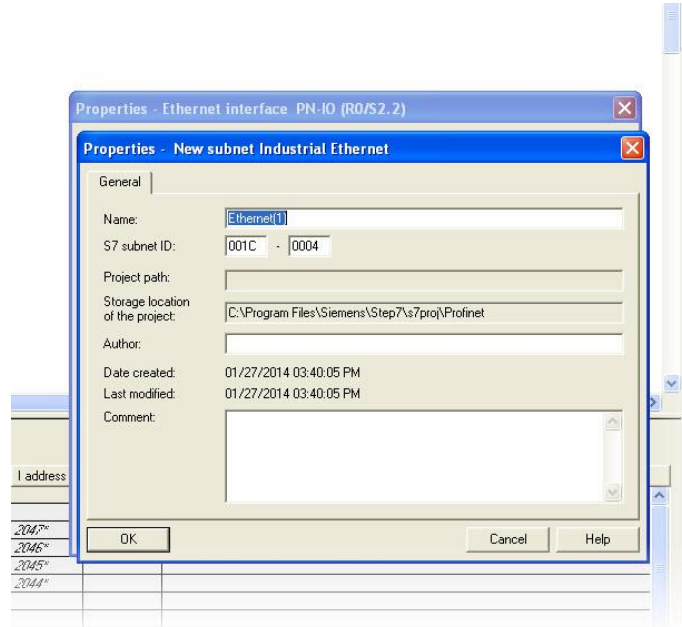 Properties - Ethernet interface PN-IO (R0/S2.2)
Properties - New subnet Industrial Ethernet
General
Name:
Ethernet(1)
S7 subnet ID:
001C - 0004
Project path:
Storage location
of the project:
C:\Program Files\Siemens\Step7\s7proj\Profinet
Author:
Date created:
01/27/2014 03:40:05 PM
Last modified:
01/27/2014 03:40:05 PM
Comment:
I address
2047*
2046*
2045*
2044*
OK
Cancel
Help